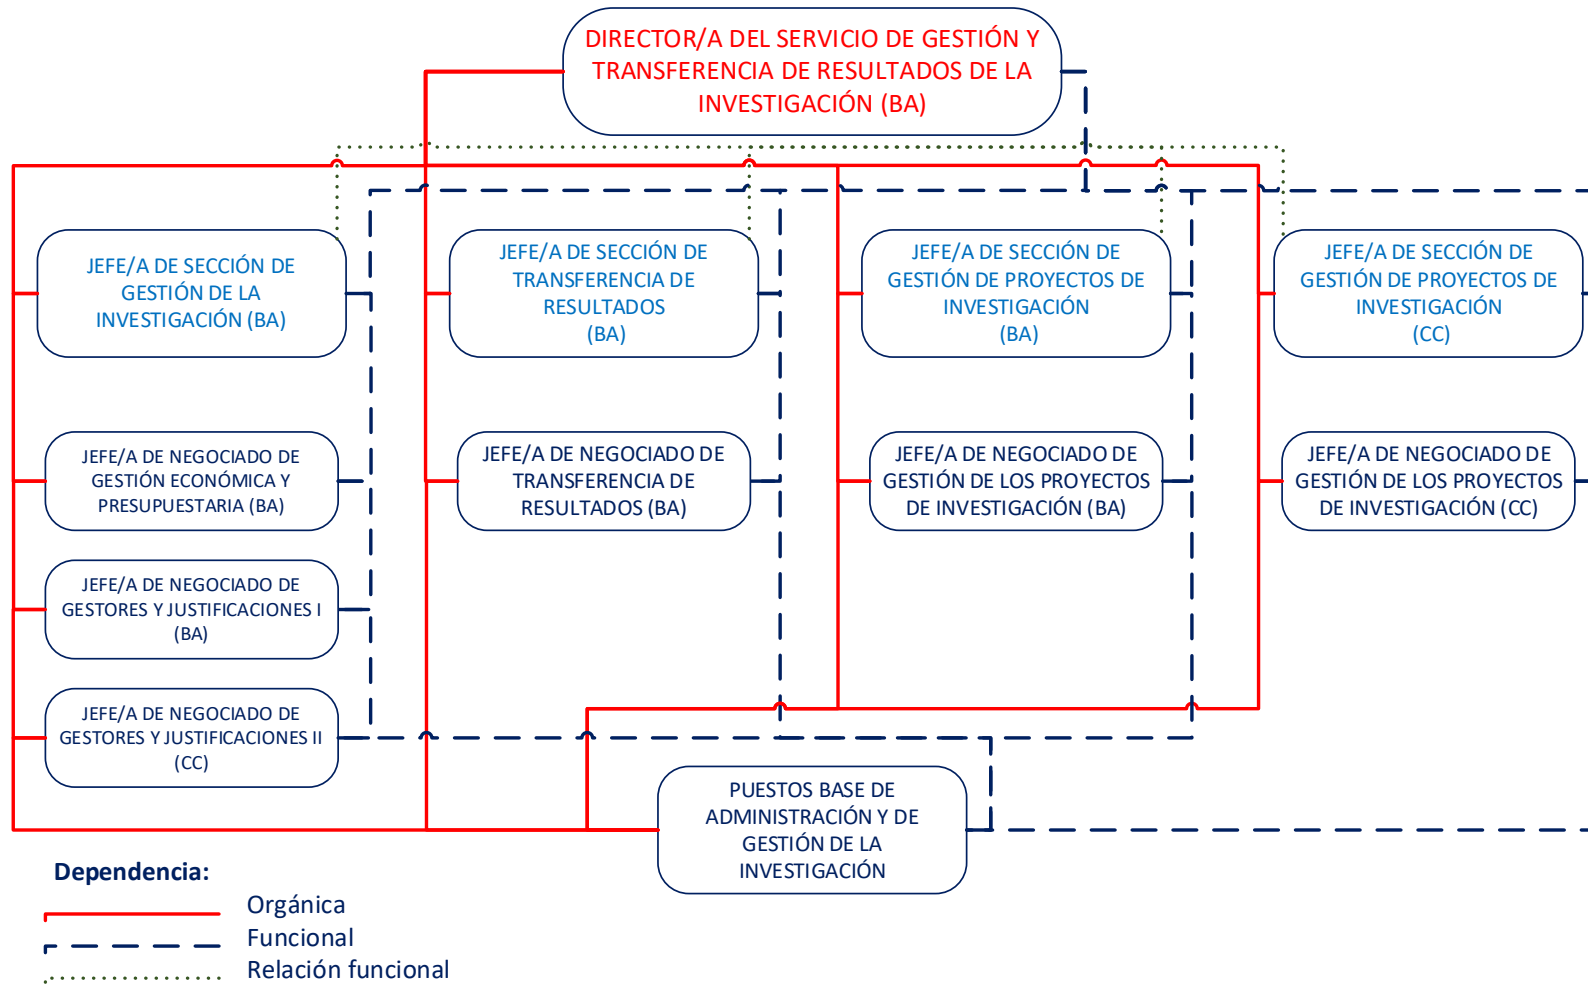 DIRECTOR/A DEL SERVICIO DE GESTIÓN Y
TRANSFERENCIA DE RESULTADOS DE LA
INVESTIGACIÓN (BA)
JEFE/A DE SECCIÓN DE
GESTIÓN DE LA
INVESTIGACIÓN (BA)
JEFE/A DE SECCIÓN DE
TRANSFERENCIA DE
RESULTADOS
(BA)
JEFE/A DE SECCIÓN DE
GESTIÓN DE PROYECTOS DE
INVESTIGACIÓN
(BA)
JEFE/A DE SECCIÓN DE
GESTIÓN DE PROYECTOS DE
INVESTIGACIÓN
(CC)
JEFE/A DE NEGOCIADO DE
GESTIÓN ECONÓMICA Y
PRESUPUESTARIA (BA)
JEFE/A DE NEGOCIADO DE
TRANSFERENCIA DE
RESULTADOS (BA)
JEFE/A DE NEGOCIADO DE
GESTIÓN DE LOS PROYECTOS
DE INVESTIGACIÓN (BA)
JEFE/A DE NEGOCIADO DE
GESTIÓN DE LOS PROYECTOS
DE INVESTIGACIÓN (CC)
JEFE/A DE NEGOCIADO DE
GESTORES Y JUSTIFICACIONES I
(BA)
JEFE/A DE NEGOCIADO DE
GESTORES Y JUSTIFICACIONES II
(CC)
PUESTOS BASE DE
ADMINISTRACIÓN Y DE
GESTIÓN DE LA
INVESTIGACIÓN
Dependencia:
Orgánica
Funcional
Relación funcional